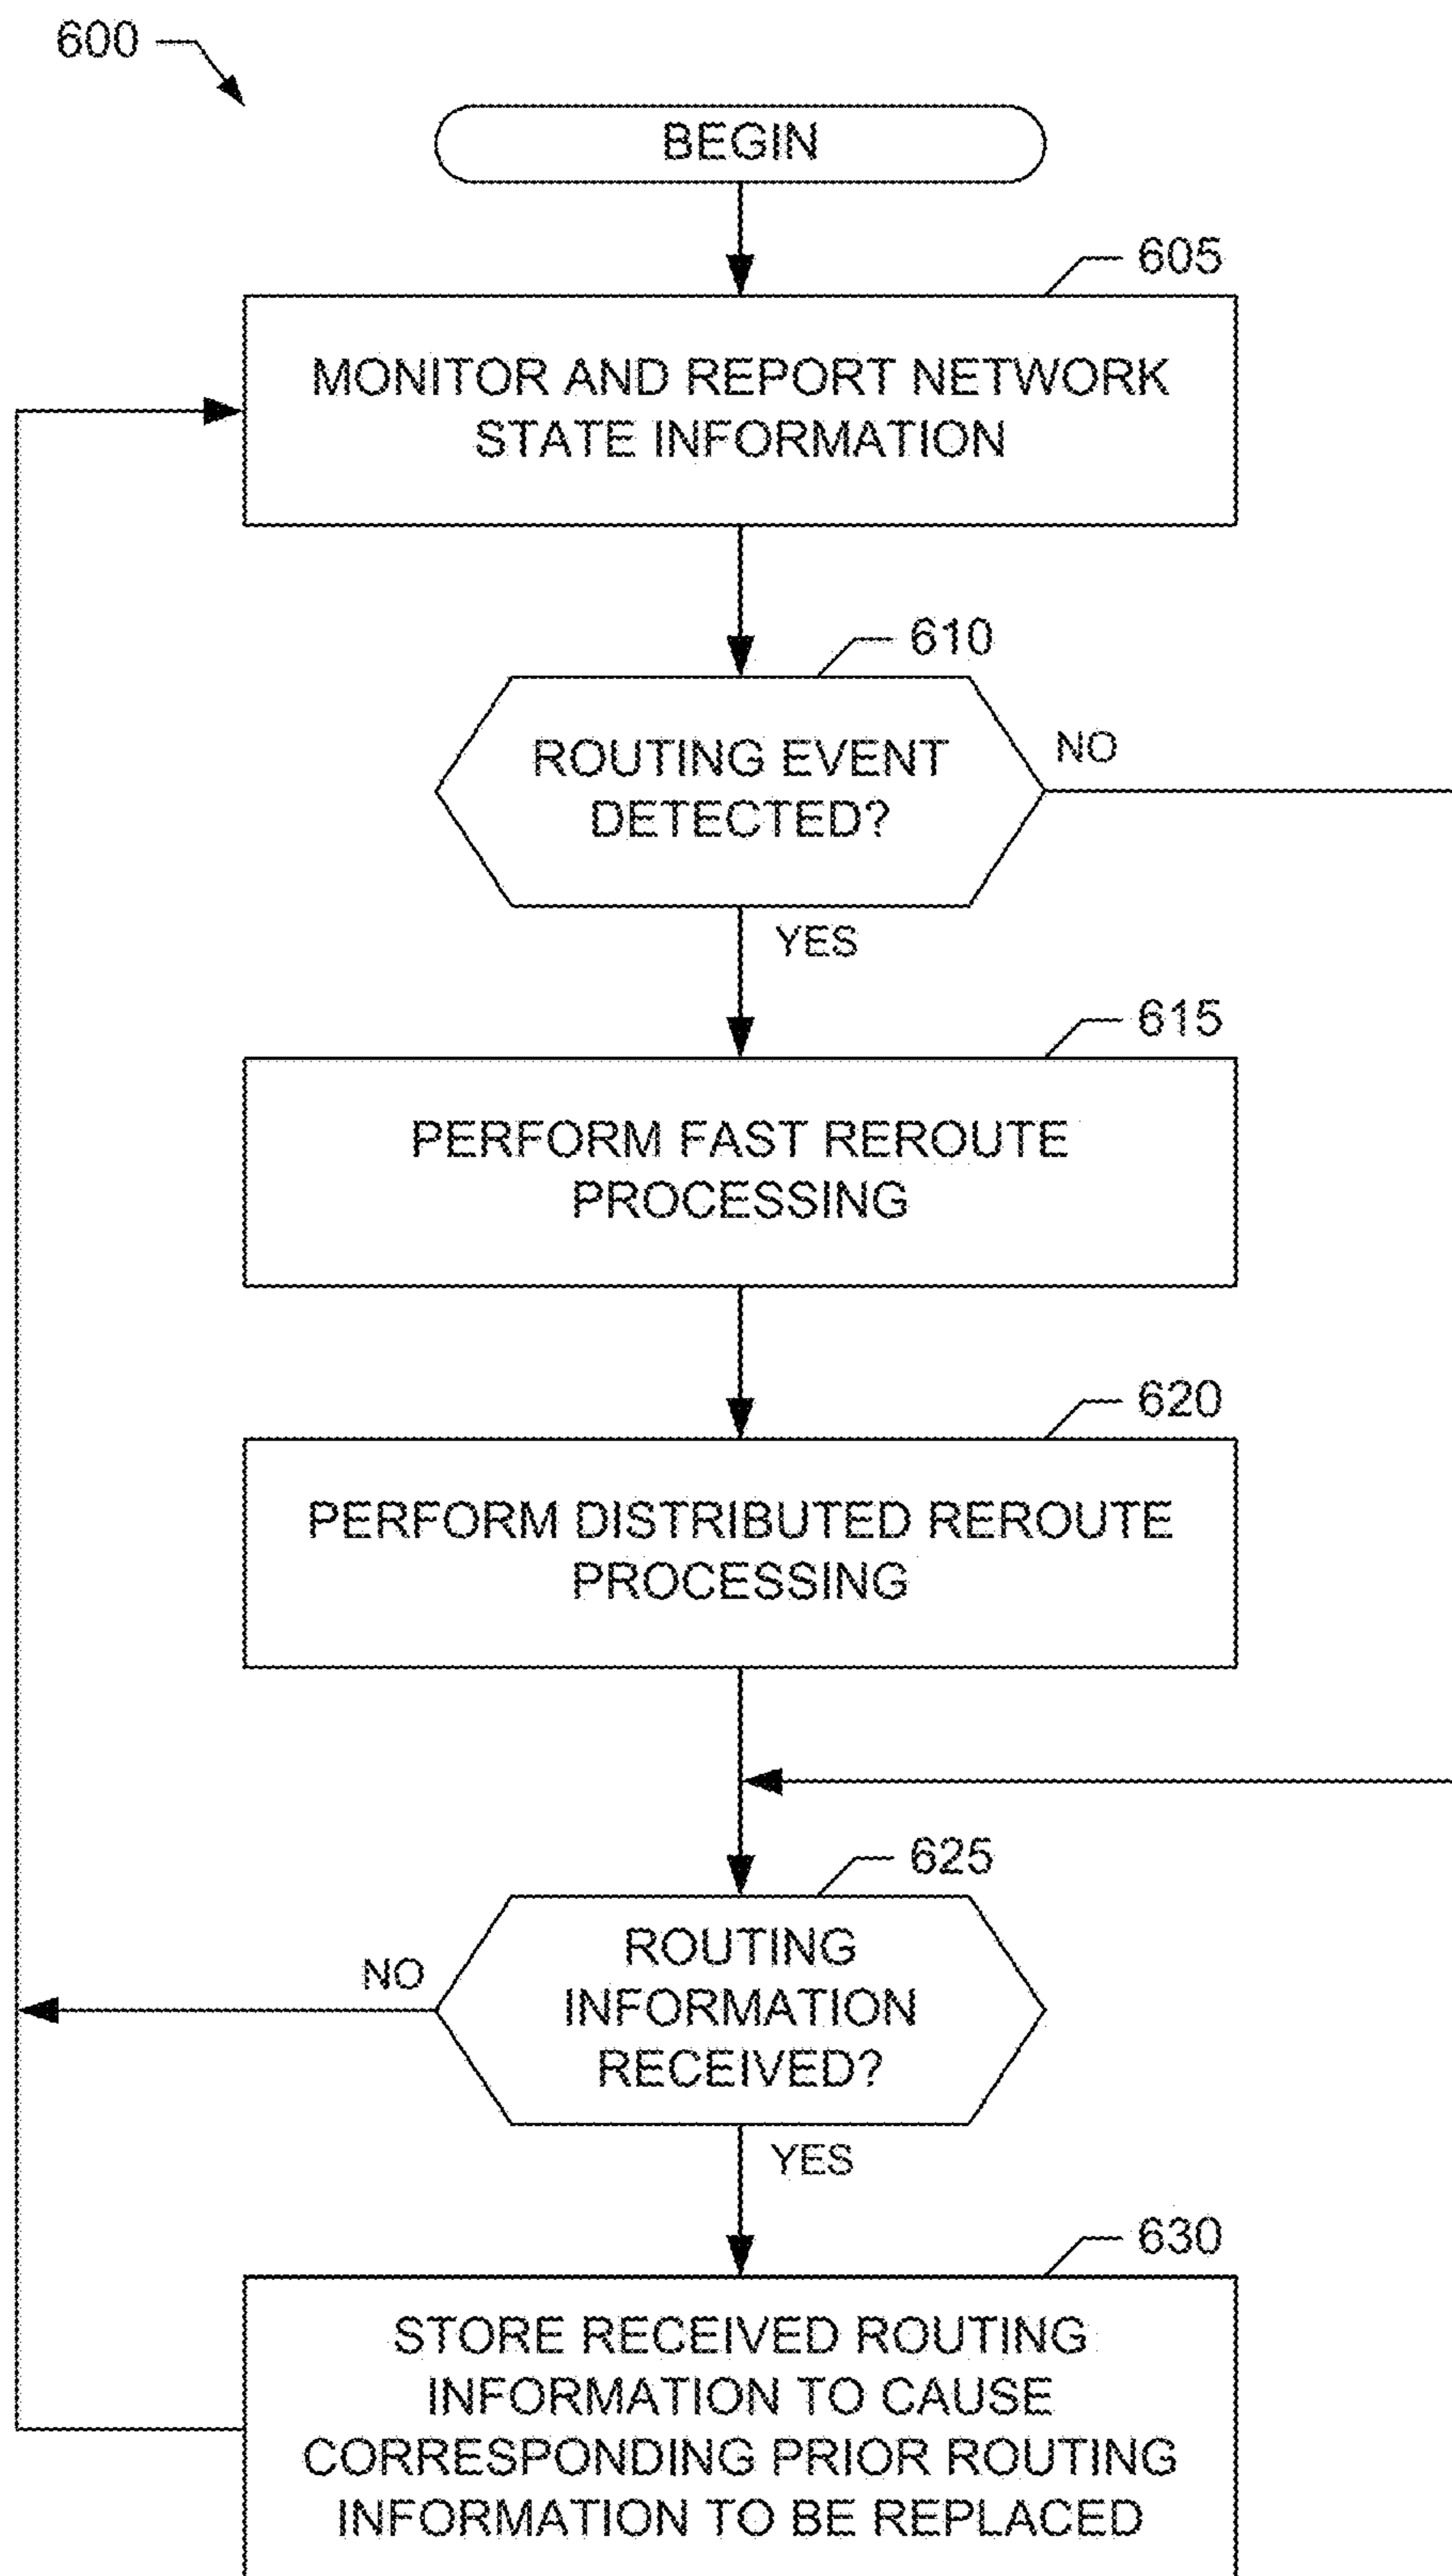 600
BEGIN
605
MONITOR AND REPORT NETWORK
STATE INFORMATION
610
ROUTING EVENT
DETECTED?
NO
YES
615
PERFORM FAST REROUTE
PROCESSING
620
PERFORM DISTRIBUTED REROUTE
PROCESSING
625
ROUTING
INFORMATION
RECEIVED?
NO
YES
630
STORE RECEIVED ROUTING
INFORMATION TO CAUSE
CORRESPONDING PRIOR ROUTING
INFORMATION TO BE REPLACED